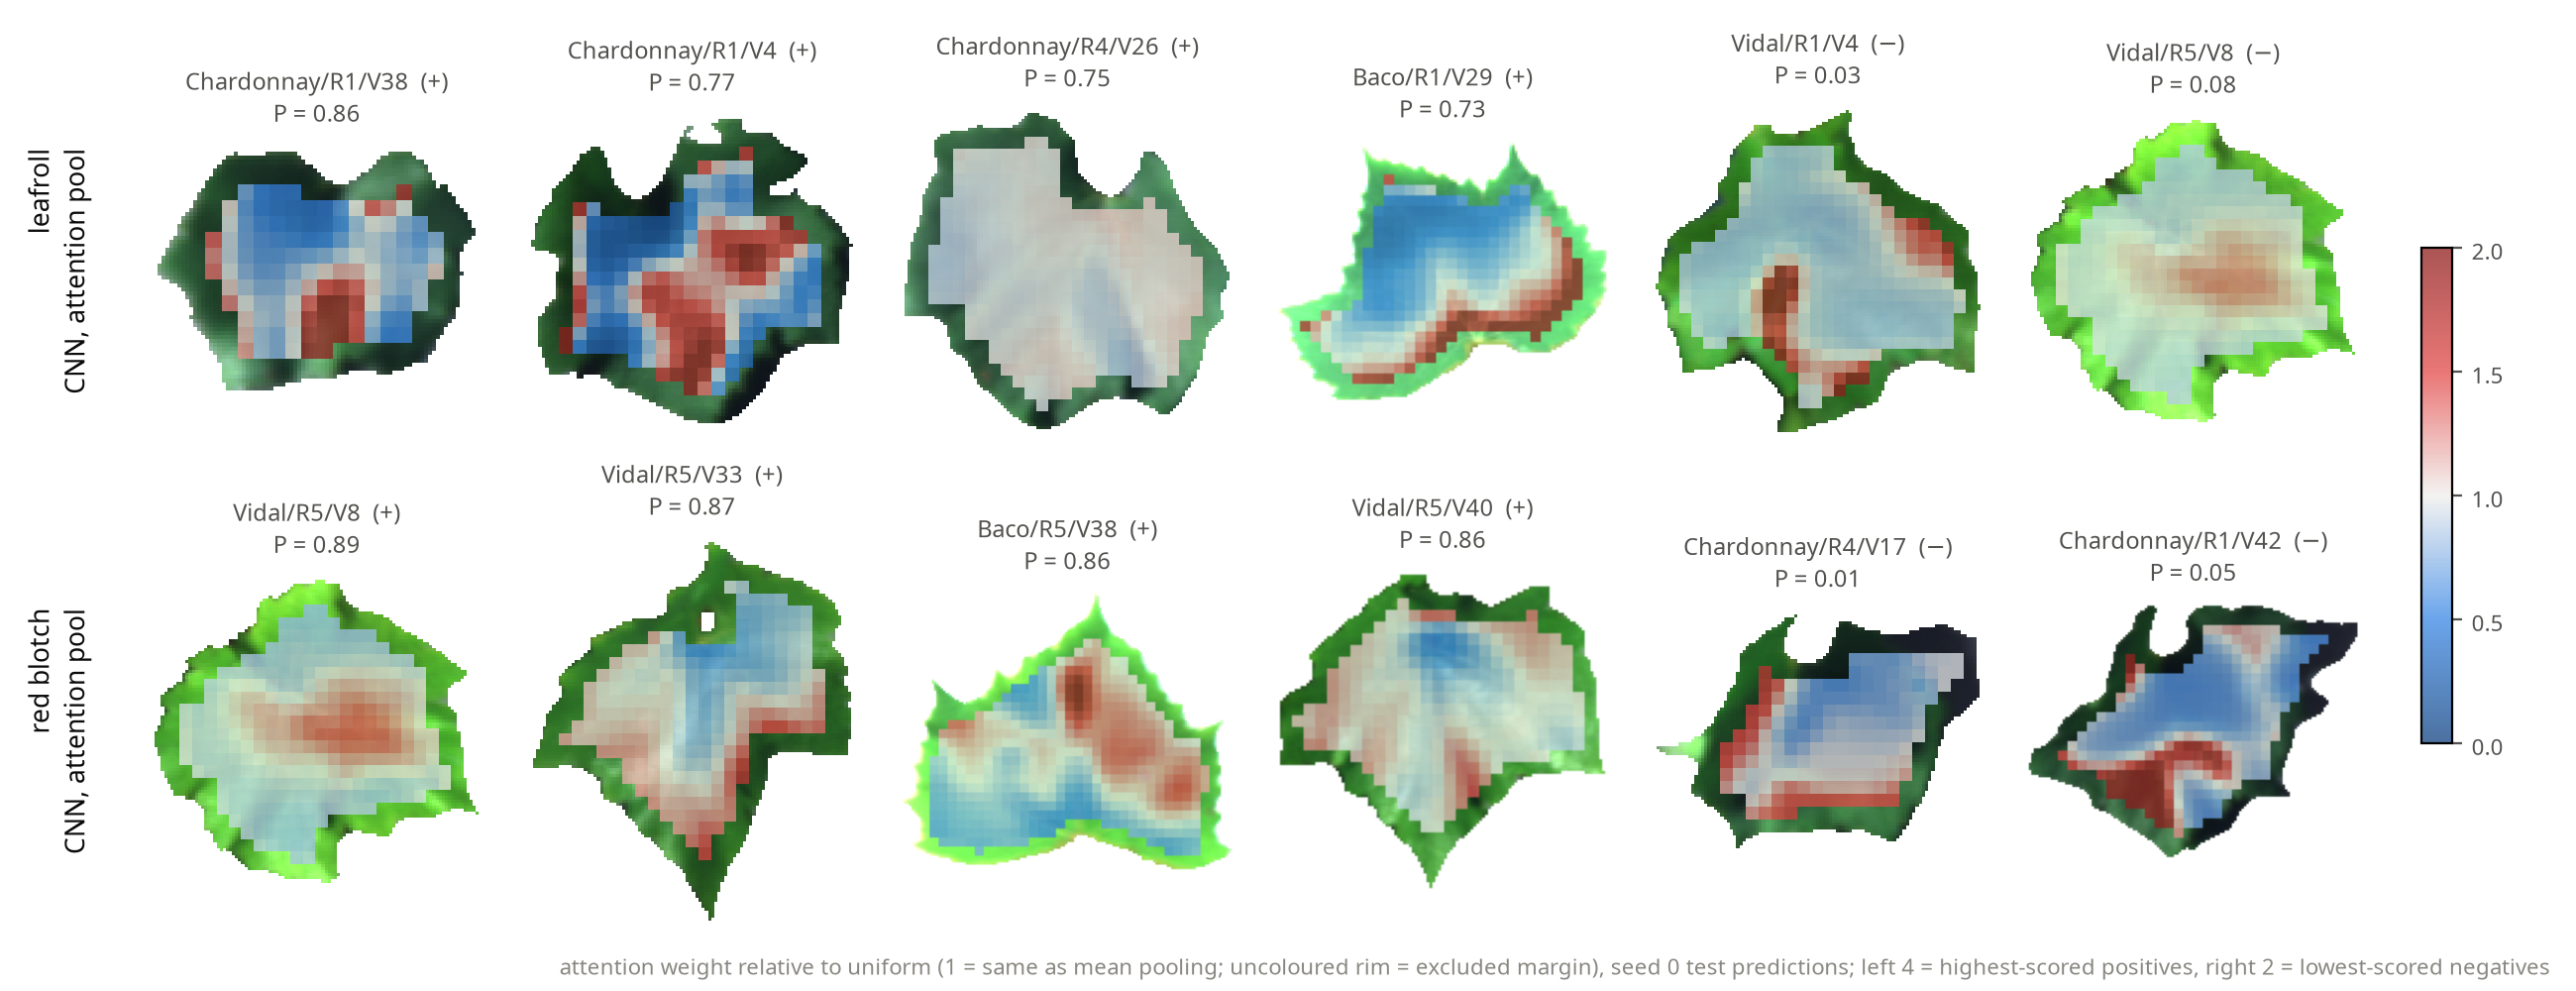 leafroll
CNN, attention pool
Chardonnay/R1/V38 (+)
P = 0.86
Chardonnay/R1/V4 (+)
P = 0.77
Chardonnay/R4/V26 (+)
P = 0.75
Baco/R1/V29 (+)
P = 0.73
Vidal/R1/V4 (−)
P = 0.03
Vidal/R5/V8 (−)
P = 0.08
red blotch
CNN, attention pool
Vidal/R5/V8 (+)
P = 0.89
Vidal/R5/V33 (+)
P = 0.87
Baco/R5/V38 (+)
P = 0.86
Vidal/R5/V40 (+)
P = 0.86
Chardonnay/R4/V17 (−)
P = 0.01
Chardonnay/R1/V42 (−)
P = 0.05
2.0
1.5
1.0
0.5
0.0
attention weight relative to uniform (1 = same as mean pooling; uncoloured rim = excluded margin), seed 0 test predictions; left 4 = highest-scored positives, right 2 = lowest-scored negatives